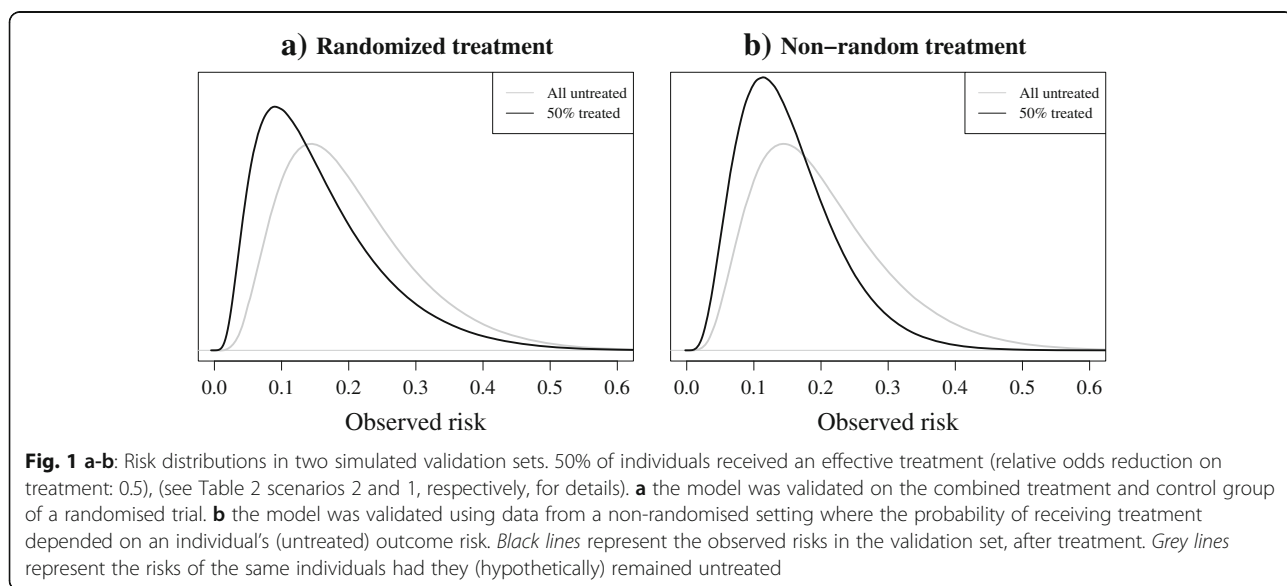 a) Randomized treatment
All untreated
50% treated
0.0 0.1 0.2 0.3 0.4 0.5 0.6
Observed risk
b) Non−random treatment
All untreated
50% treated
0.0 0.1 0.2 0.3 0.4 0.5 0.6
Observed risk
Fig. 1 a-b: Risk distributions in two simulated validation sets. 50% of individuals received an effective treatment (relative odds reduction on
treatment: 0.5), (see Table 2 scenarios 2 and 1, respectively, for details). a the model was validated on the combined treatment and control group
of a randomised trial. b the model was validated using data from a non-randomised setting where the probability of receiving treatment
depended on an individual's (untreated) outcome risk. Black lines represent the observed risks in the validation set, after treatment. Grey lines
represent the risks of the same individuals had they (hypothetically) remained untreated